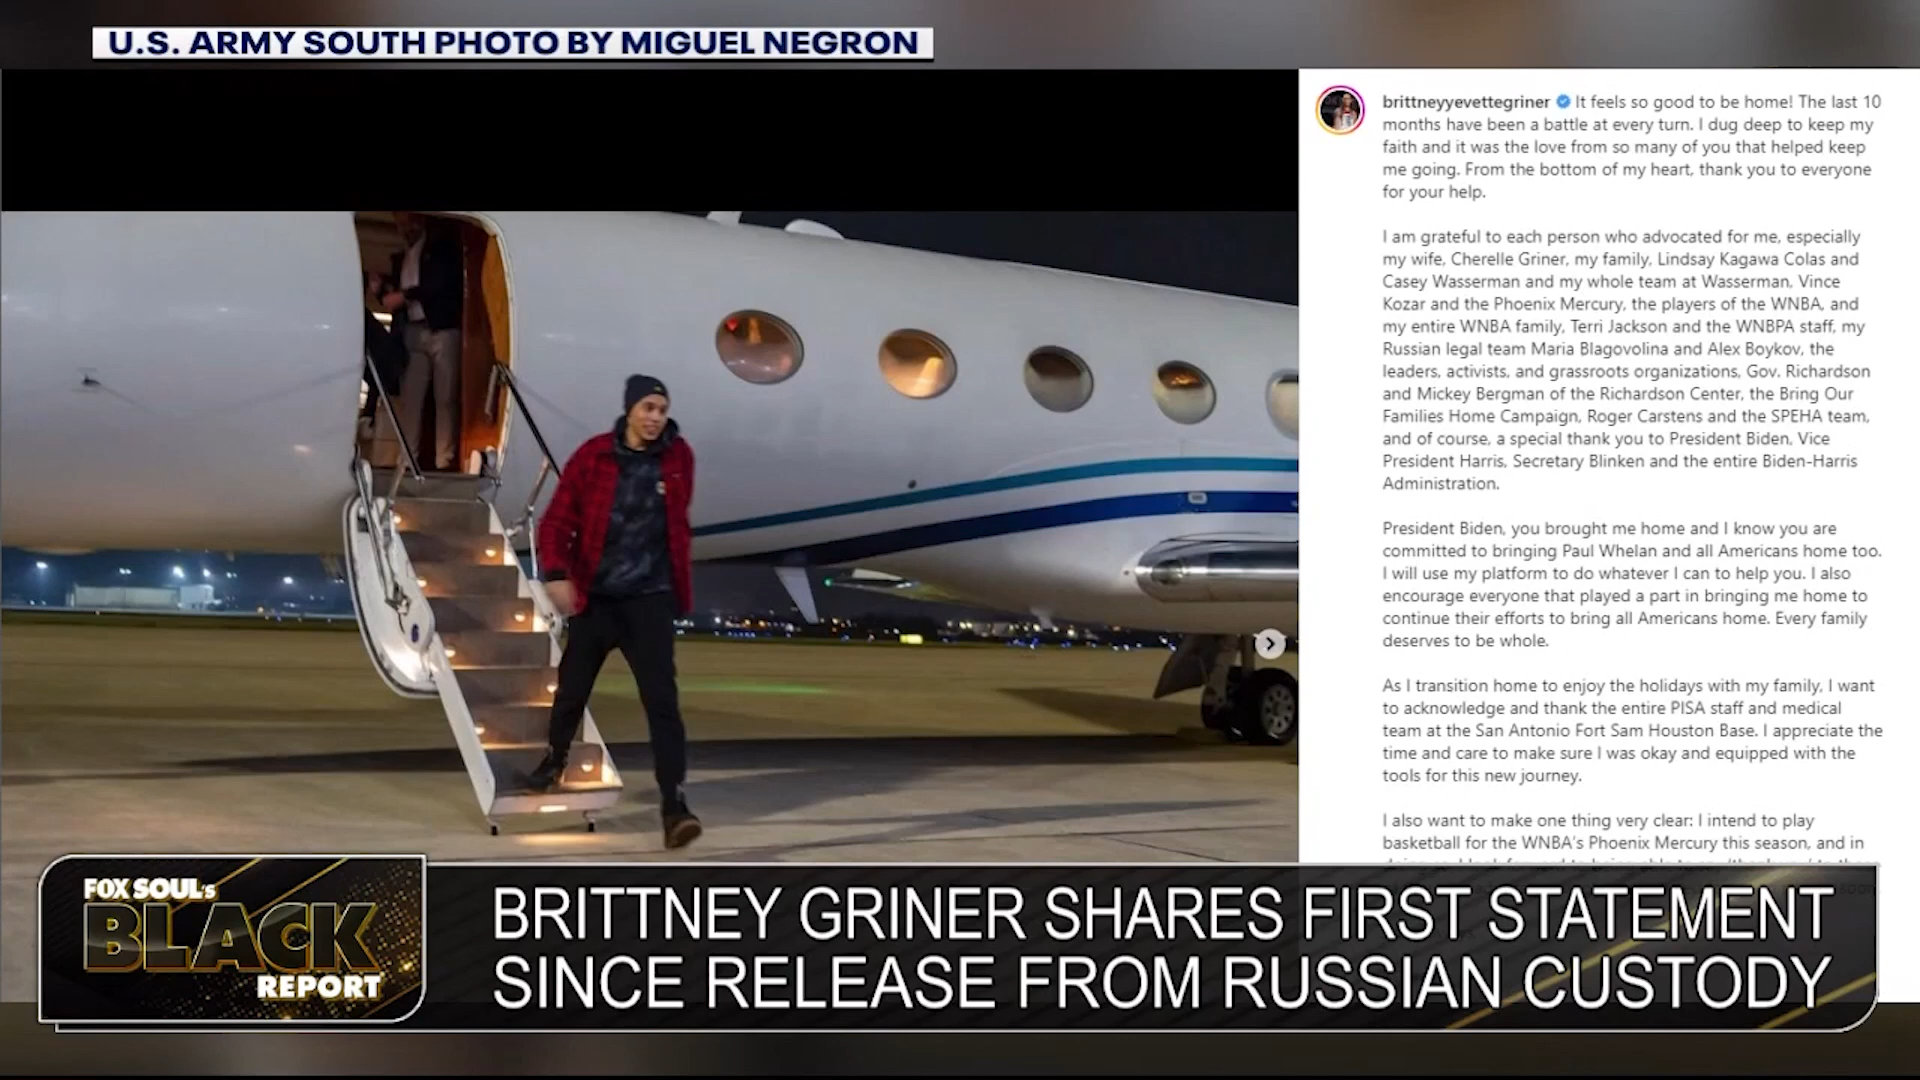 U.S. ARMY SOUTH PHOTO BY MIGUEL NEGRON
brittneyyevettegriner It feels so good to be home! The last 10
months have been a battle at every turn. I dug deep to keep my
faith and it was the love from so many of you that helped keep
me going. From the bottom of my heart, thank you to everyone
for your help.
I am grateful to each person who advocated for me, especially
my wife, Cherelle Griner, my family, Lindsay Kagawa Colas and
Casey Wasserman and my whole team at Wasserman, Vince
Kozar and the Phoenix Mercury, the players of the WNBA, and
my entire WNBA family, Terri Jackson and the WNBPA staff, my
Russian legal team Maria Blagovolina and Alex Boykov, the
leaders, activists, and grassroots organizations, Gov. Richardson
and Mickey Bergman of the Richardson Center, the Bring Our
Families Home Campaign, Roger Carstens and the SPEHA team,
and of course, a special thank you to President Biden, Vice
President Harris, Secretary Blinken and the entire Biden-Harris
Administration.
President Biden, you brought me home and I know you are
committed to bringing Paul Whelan and all Americans home too.
I will use my platform to do whatever I can to help you. I also
encourage everyone that played a part in bringing me home to
continue their efforts to bring all Americans home. Every family
deserves to be whole.
As I transition home to enjoy the holidays with my family, I want
to acknowledge and thank the entire PISA staff and medical
team at the San Antonio Fort Sam Houston Base. I appreciate the
time and care to make sure I was okay and equipped with the
tools for this new journey.
I also want to make one thing very clear: I intend to play
basketball for the WNBA's Phoenix Mercury this season, and in
FOX SOUL's
BLACK
REPORT
BRITTNEY GRINER SHARES FIRST STATEMENT
SINCE RELEASE FROM RUSSIAN CUSTODY